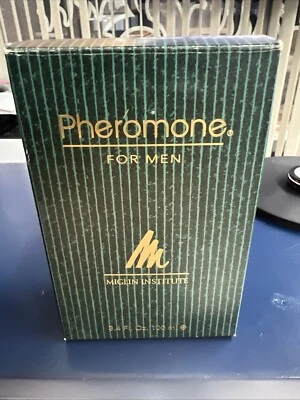 Pheromone®
FOR MEN
MIGLIN INSTITUTE
3.4 Fl. Oz. 100 ml ℮